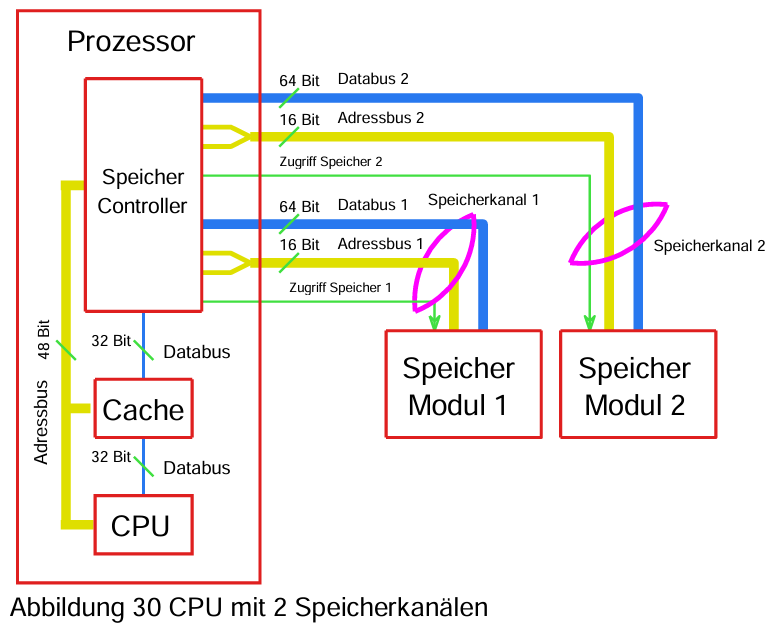 Prozessor
64 Bit Databus 2
16 Bit Adressbus 2
Zugriff Speicher 2
Speicher
Controller
64 Bit Databus 1
Speicherkanal 1
16 Bit Adressbus 1
Speicherkanal 2
Zugriff Speicher 1
48 Bit
Adressbus
32 Bit Databus
Cache
32 Bit Databus
CPU
Speicher
Modul 1
Speicher
Modul 2
Abbildung 30 CPU mit 2 Speicherkanälen